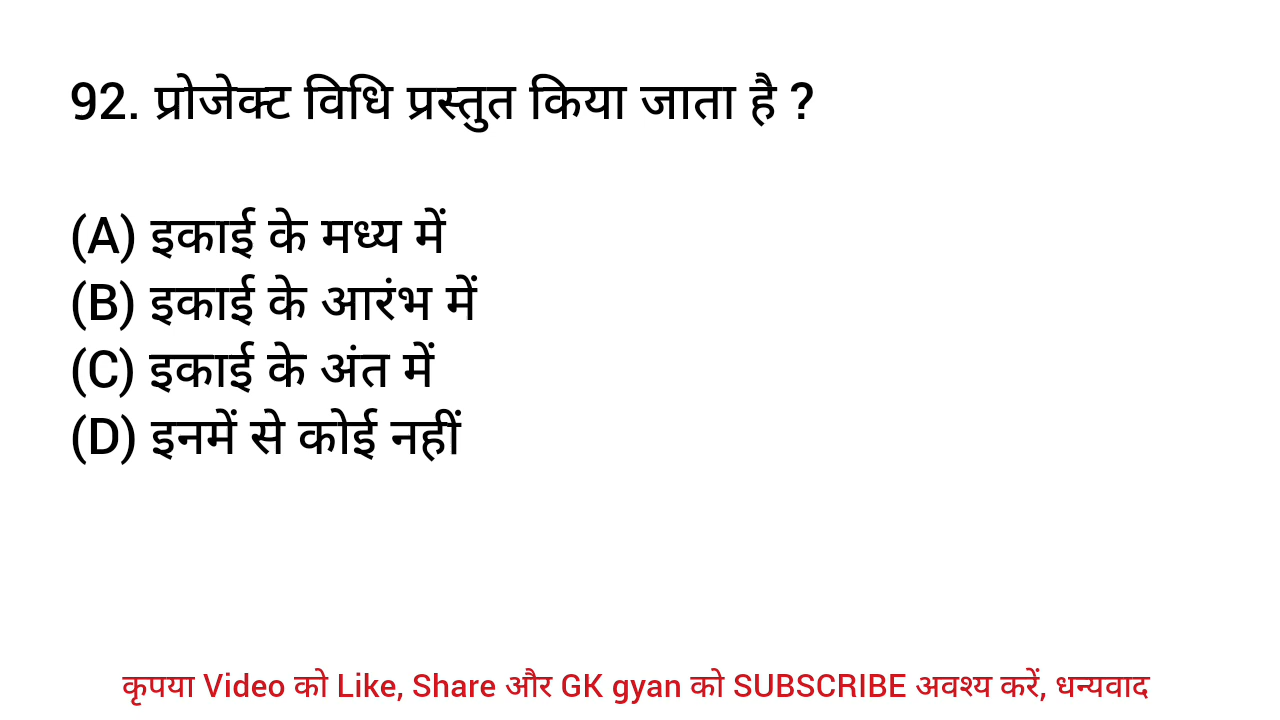 92. प्रोजेक्ट विधि प्रस्तुत किया जाता है ?
(A) इकाई के मध्य में
(B) इकाई के आरंभ में
(C) इकाई के अंत में
(D) इनमें से कोई नहीं
कृपया Video को Like, Share और GK gyan को SUBSCRIBE अवश्य करें, धन्यवाद